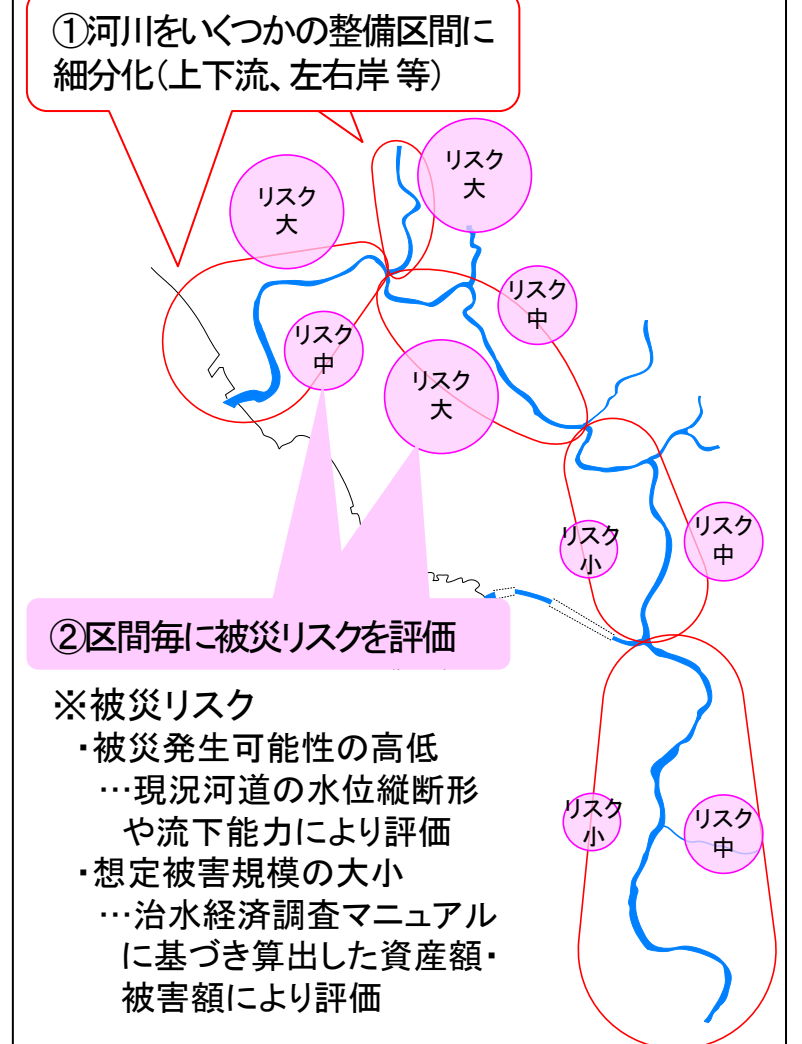 ①河川をいくつかの整備区間に
細分化(上下流、左右岸 等)
リスク
大
リスク
大
リスク
中
リスク
中
リスク
大
リスク
小
リスク
中
②区間毎に被災リスクを評価
※被災リスク
・被災発生可能性の高低
…現況河道の水位縦断形
や流下能力により評価
・想定被害規模の大小
…治水経済調査マニュアル
に基づき算出した資産額・
被害額により評価
リスク
小
リスク
中